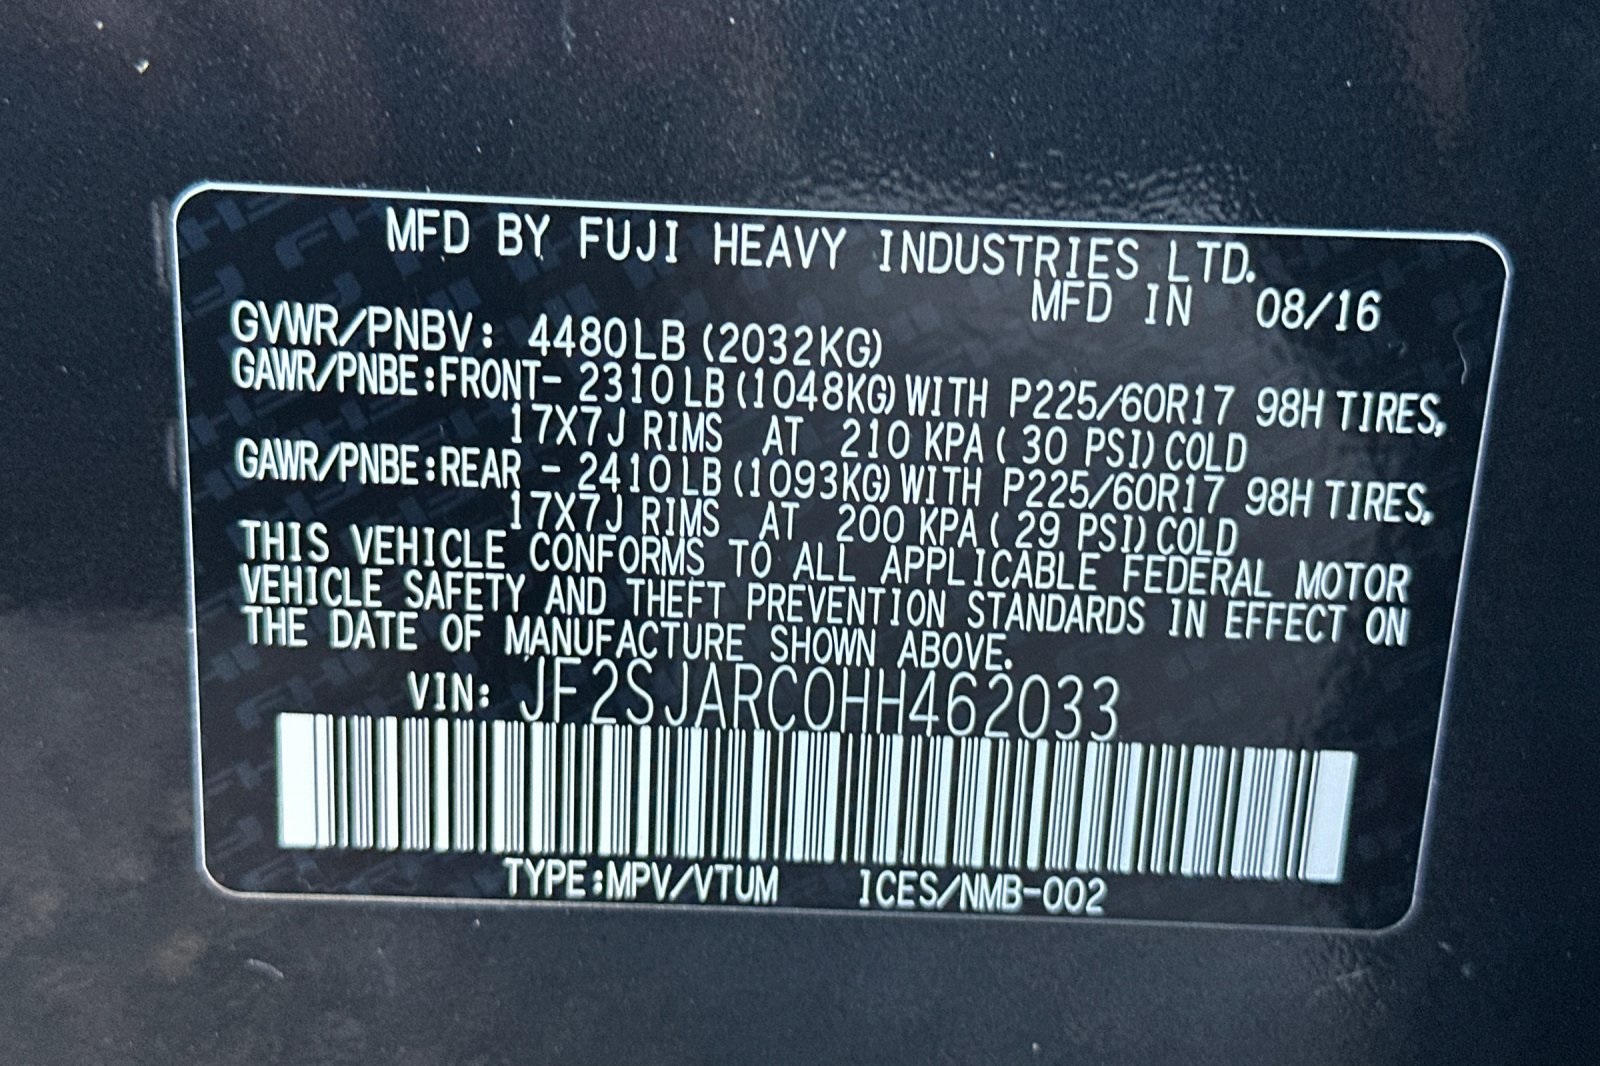 MFD BY FUJI HEAVY INDUSTRIES LTD.
MFD IN 08/16
GVWR/PNBV: 4480LB (2032KG)
GAWR/PNBE:FRONT- 2310LB (1048KG) WITH P225/60R17 98H TIRES,
17X7J RIMS AT 210 KPA ( 30 PSI) COLD
GAWR/PNBE:REAR - 2410LB (1093KG) WITH P225/60R17 98H TIRES,
17X7J RIMS AT 200 KPA ( 29 PSI) COLD
THIS VEHICLE CONFORMS TO ALL APPLICABLE FEDERAL MOTOR
VEHICLE SAFETY AND THEFT PREVENTION STANDARDS IN EFFECT ON
THE DATE OF MANUFACTURE SHOWN ABOVE.
VIN: JF2SJARC0HH462033
TYPE:MPV/VTUM ICES/NMB-002